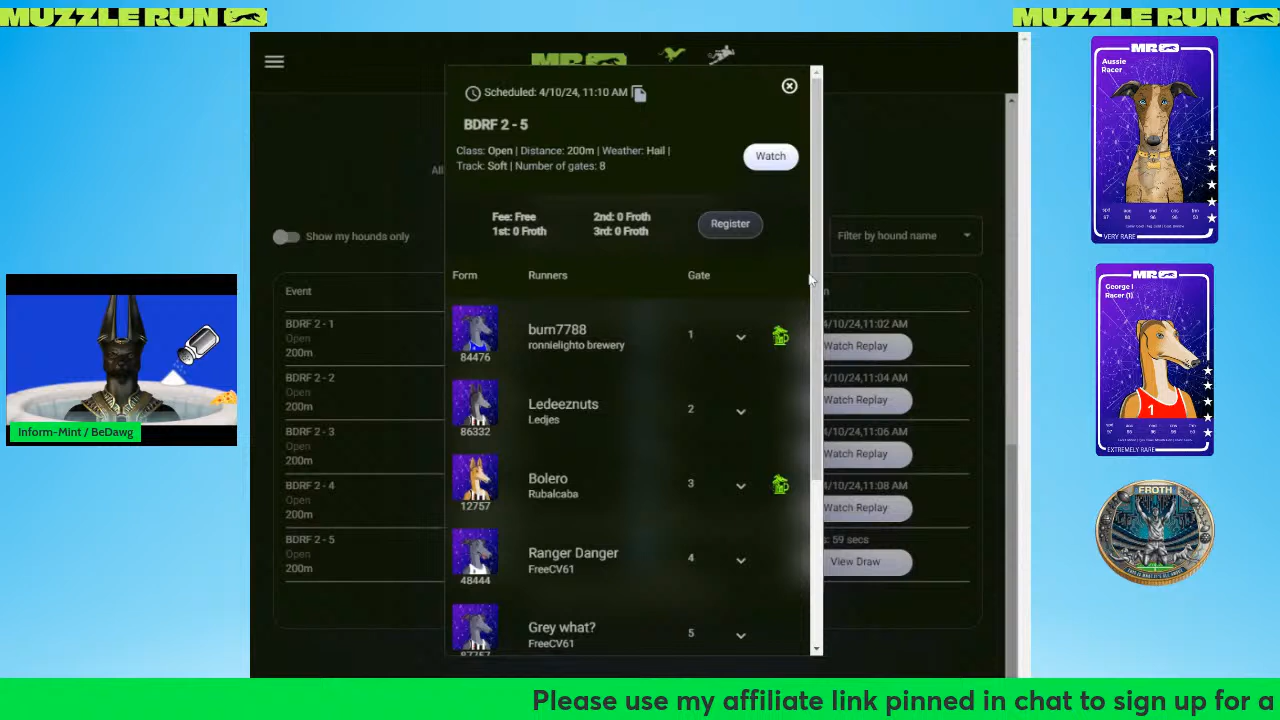 MUZZLE RUN
MUZZLE RUN
MR
Scheduled: 4/10/24, 11:10 AM
BDRF 2 - 5
Class: Open | Distance: 200m | Weather: Hail |
Track: Soft | Number of gates: 8
Watch
Fee: Free
1st: 0 Froth
2nd: 0 Froth
3rd: 0 Froth
Register
Form Runners Gate
burn7788
ronnielighto brewery
1
84476
Ledeeznuts
Ledjes
2
86332
Bolero
Rubalcaba
3
12757
Ranger Danger
FreeCV61
4
48444
Grey what?
FreeCV61
5
All
Show my hounds only
Filter by hound name
Event
BDRF 2 - 1
Open
200m
4/10/24,11:02 AM
Watch Replay
BDRF 2 - 2
Open
200m
4/10/24,11:04 AM
Watch Replay
BDRF 2 - 3
Open
200m
4/10/24,11:06 AM
Watch Replay
BDRF 2 - 4
Open
200m
4/10/24,11:08 AM
Watch Replay
BDRF 2 - 5
Open
200m
s: 59 secs
View Draw
Inform-Mint / BeDawg
MR
Aussie
Racer
VERY RARE
MR
George I
Racer (1)
1
EXTREMELY RARE
FROTH
Please use my affiliate link pinned in chat to sign up for a